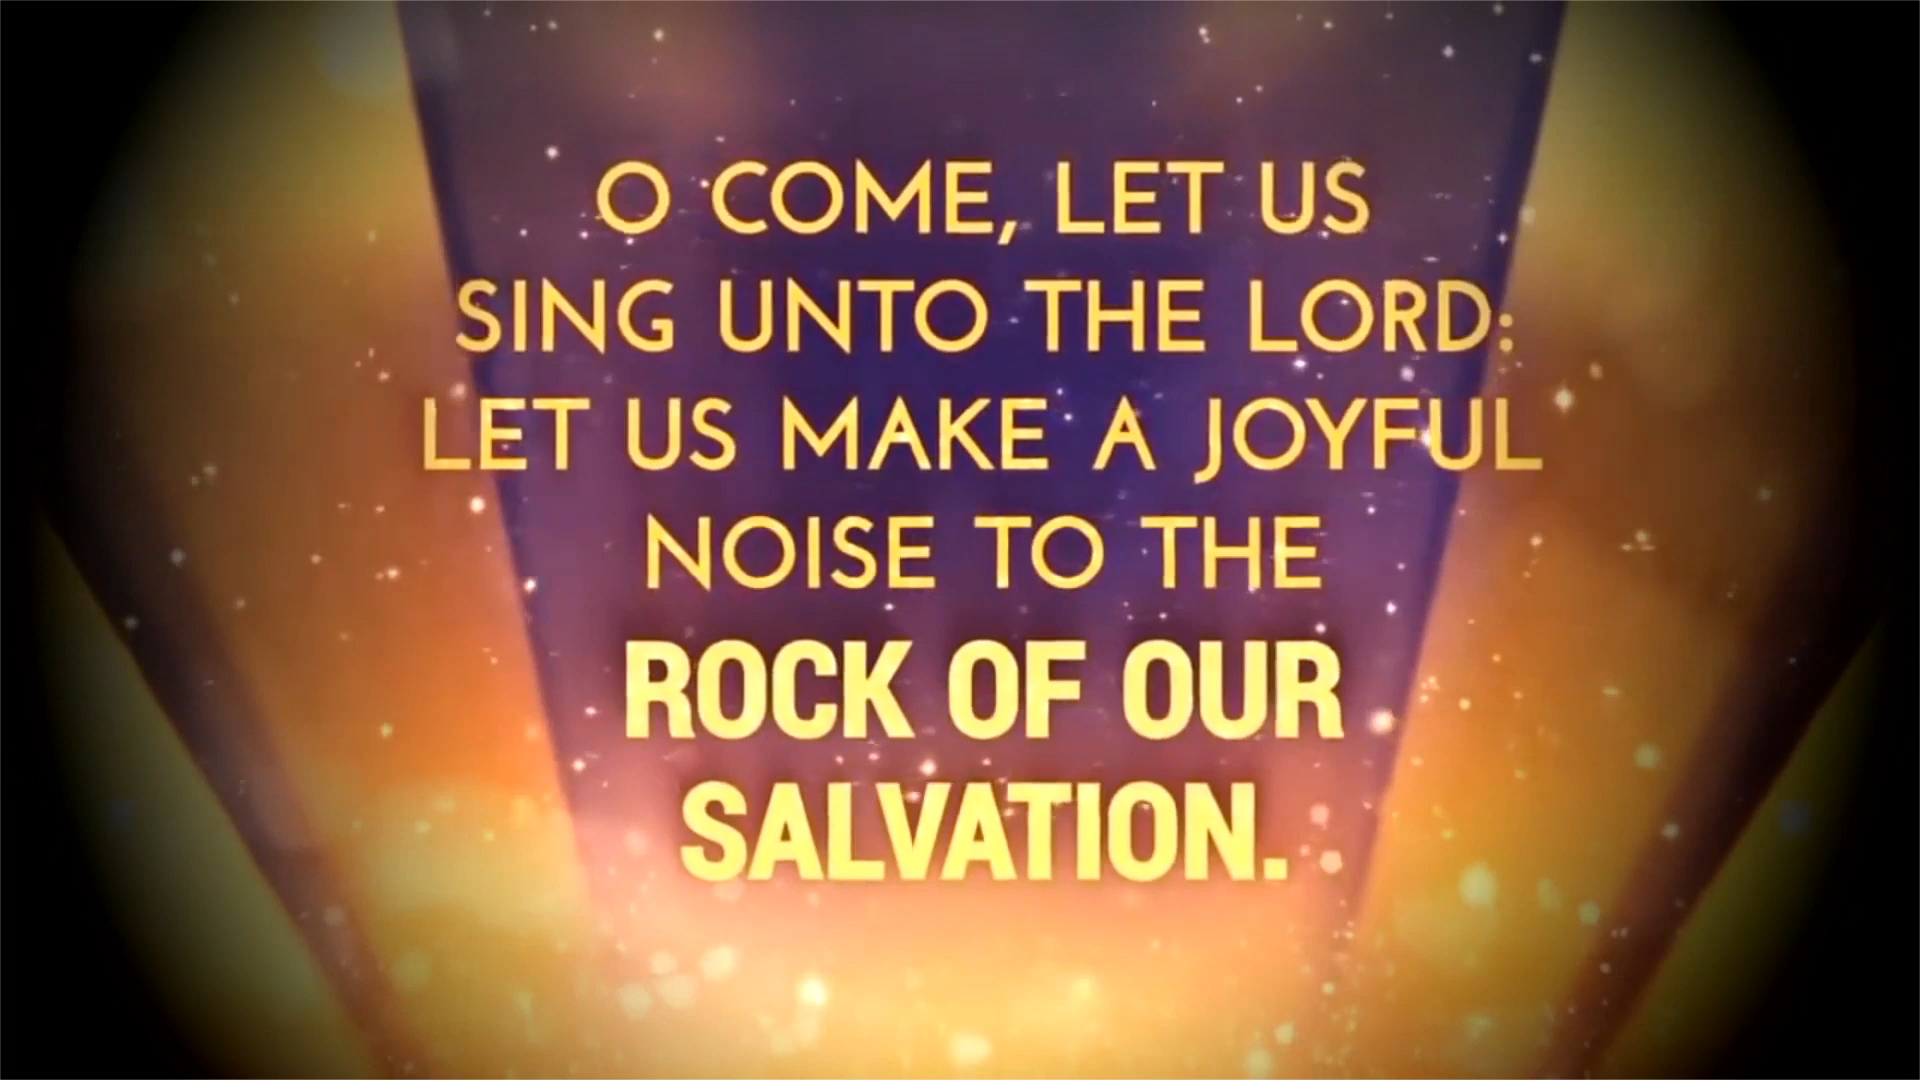 O COME, LET US
SING UNTO THE LORD:
LET US MAKE A JOYFUL
NOISE TO THE
ROCK OF OUR
SALVATION.